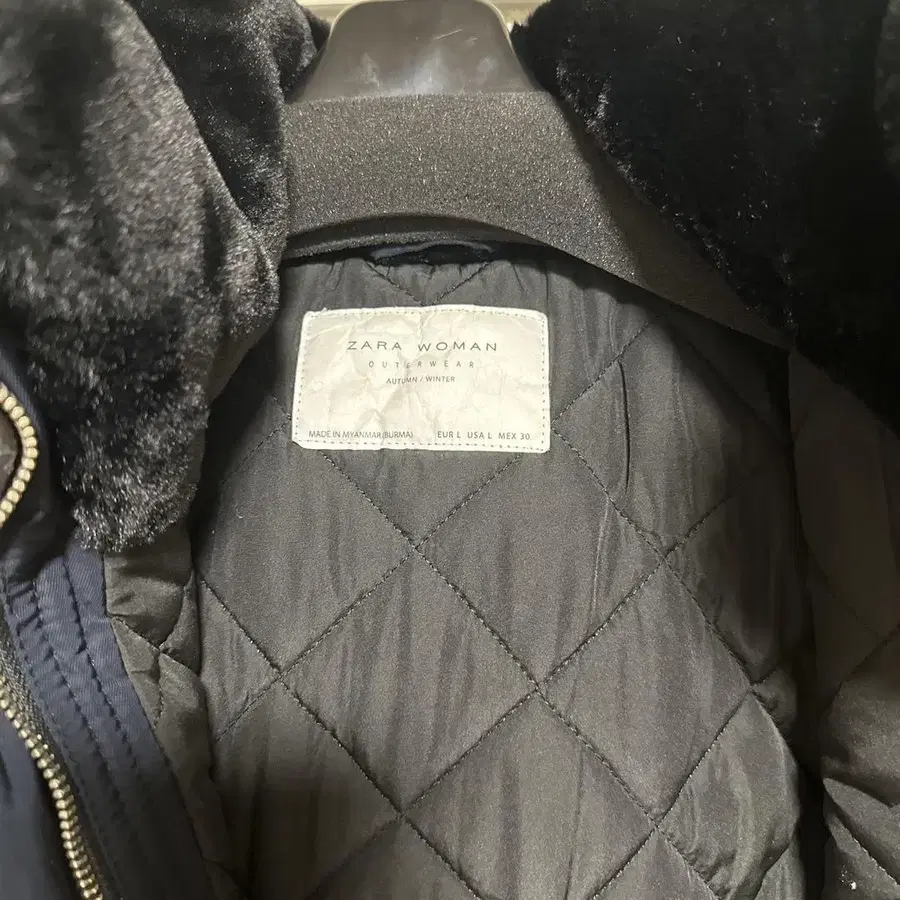 ZARA WOMAN
OUTERWEAR
AUTUMN / WINTER
MADE IN MYANMAR (BURMA) EUR L USA L MEX 30